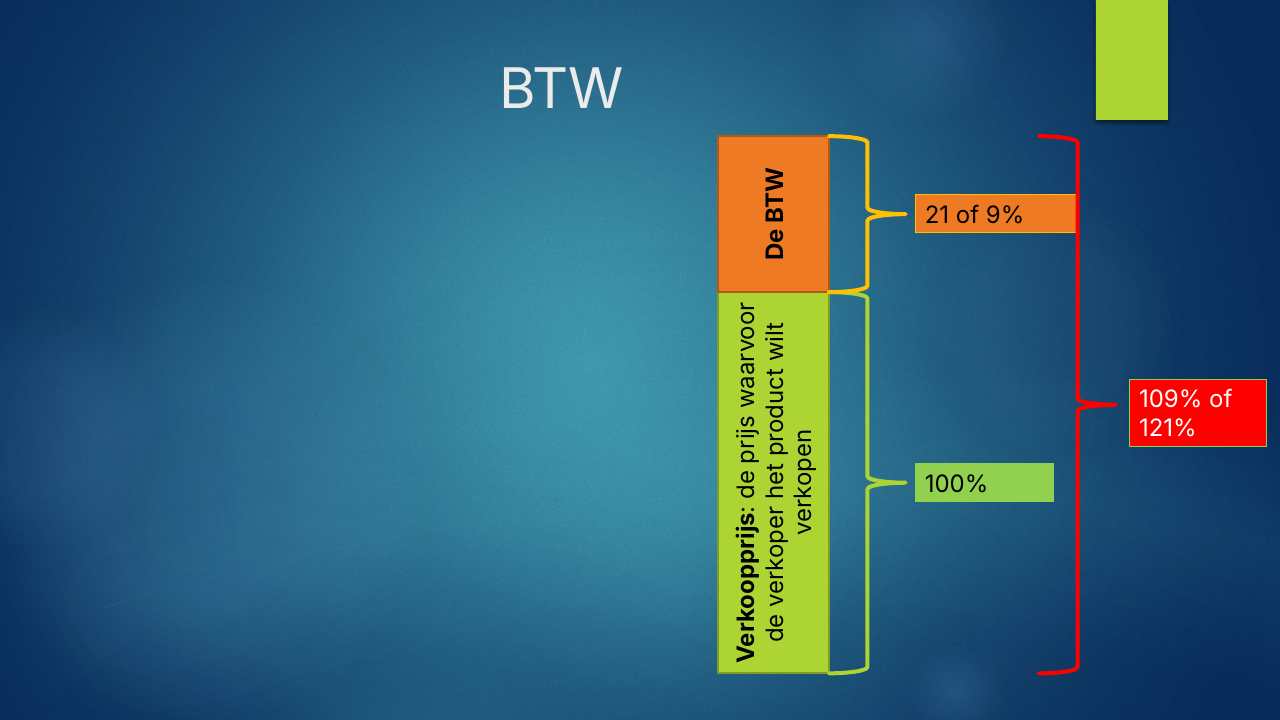 BTW
De BTW
21 of 9%
Verkoopprijs: de prijs waarvoor
de verkoper het product wilt
verkopen
109% of
121%
100%